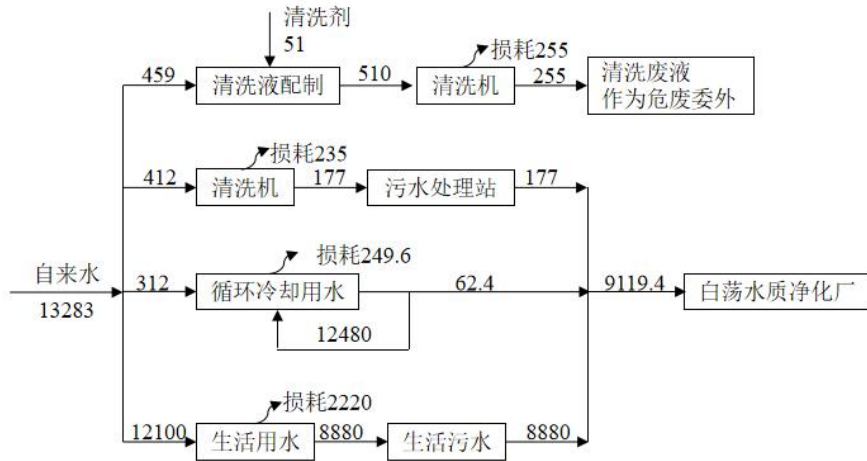 清洗剂
51
损耗255
459
清洗液配制
510
清洗机
255
清洗废液
作为危废委外
损耗235
412
清洗机
177
污水处理站
177
自来水
13283
损耗249.6
312
循环冷却用水
62.4
9119.4
白荡水质净化厂
12480
损耗2220
12100
生活用水
8880
生活污水
8880